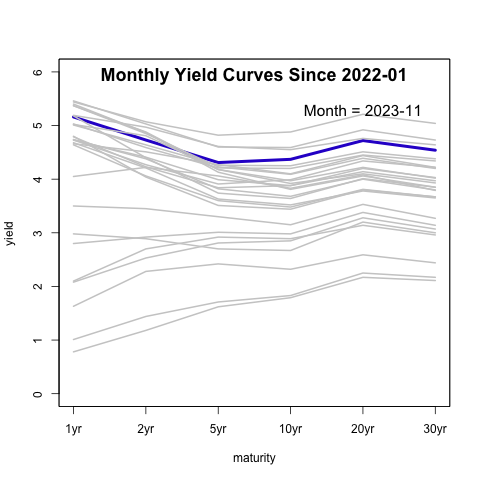 Monthly Yield Curves Since 2022-01
Month = 2023-11
6
5
4
3
2
1
0
yield
1yr 2yr 5yr 10yr 20yr 30yr
maturity